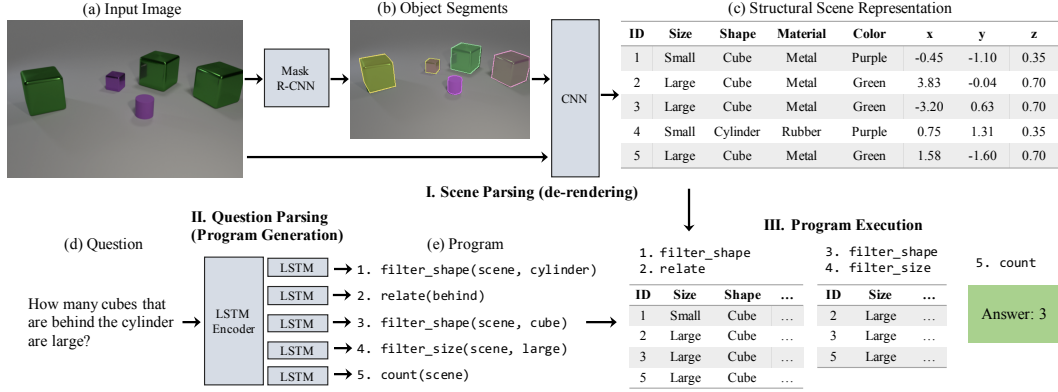 (a) Input Image
(b) Object Segments
(c) Structural Scene Representation
Mask
R-CNN
CNN
ID Size Shape Material Color x y z
1 Small Cube Metal Purple -0.45 -1.10 0.35
2 Large Cube Metal Green 3.83 -0.04 0.70
3 Large Cube Metal Green -3.20 0.63 0.70
4 Small Cylinder Rubber Purple 0.75 1.31 0.35
5 Large Cube Metal Green 1.58 -1.60 0.70
I. Scene Parsing (de-rendering)
II. Question Parsing
(Program Generation)
III. Program Execution
(d) Question
How many cubes that
are behind the cylinder
are large?
LSTM
Encoder
(e) Program
LSTM 1. filter_shape(scene, cylinder)
LSTM 2. relate(behind)
LSTM 3. filter_shape(scene, cube)
LSTM 4. filter_size(scene, large)
LSTM 5. count(scene)
1. filter_shape
2. relate
ID Size Shape ...
1 Small Cube ...
2 Large Cube ...
3 Large Cube ...
5 Large Cube ...
3. filter_shape
4. filter_size
ID Size ...
2 Large ...
3 Large ...
5 Large ...
5. count
Answer: 3